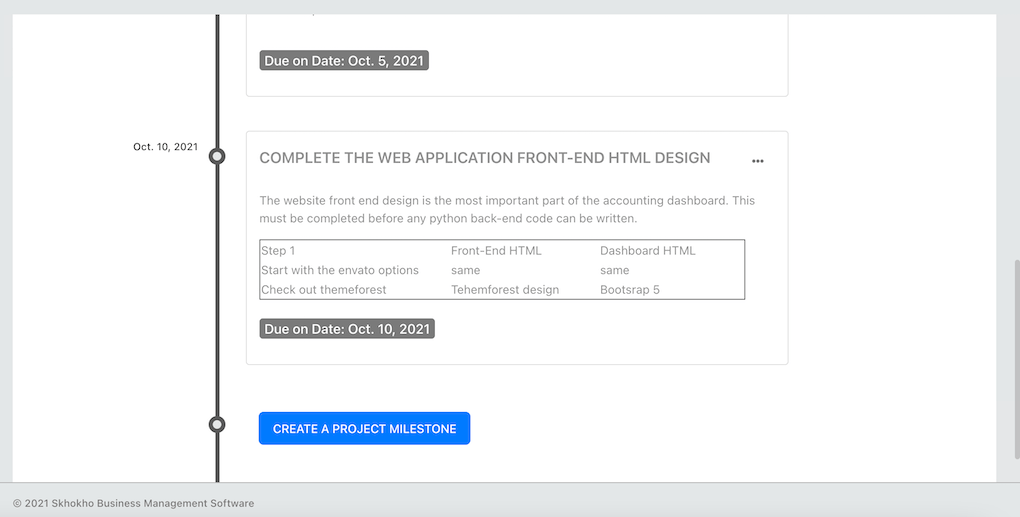 Due on Date: Oct. 5, 2021
Oct. 10, 2021
COMPLETE THE WEB APPLICATION FRONT-END HTML DESIGN
The website front end design is the most important part of the accounting dashboard. This
must be completed before any python back-end code can be written.
Step 1 Front-End HTML Dashboard HTML
Start with the envato options same same
Check out themeforest Tehemforest design Bootsrap 5
Due on Date: Oct. 10, 2021
CREATE A PROJECT MILESTONE
© 2021 Skhokho Business Management Software